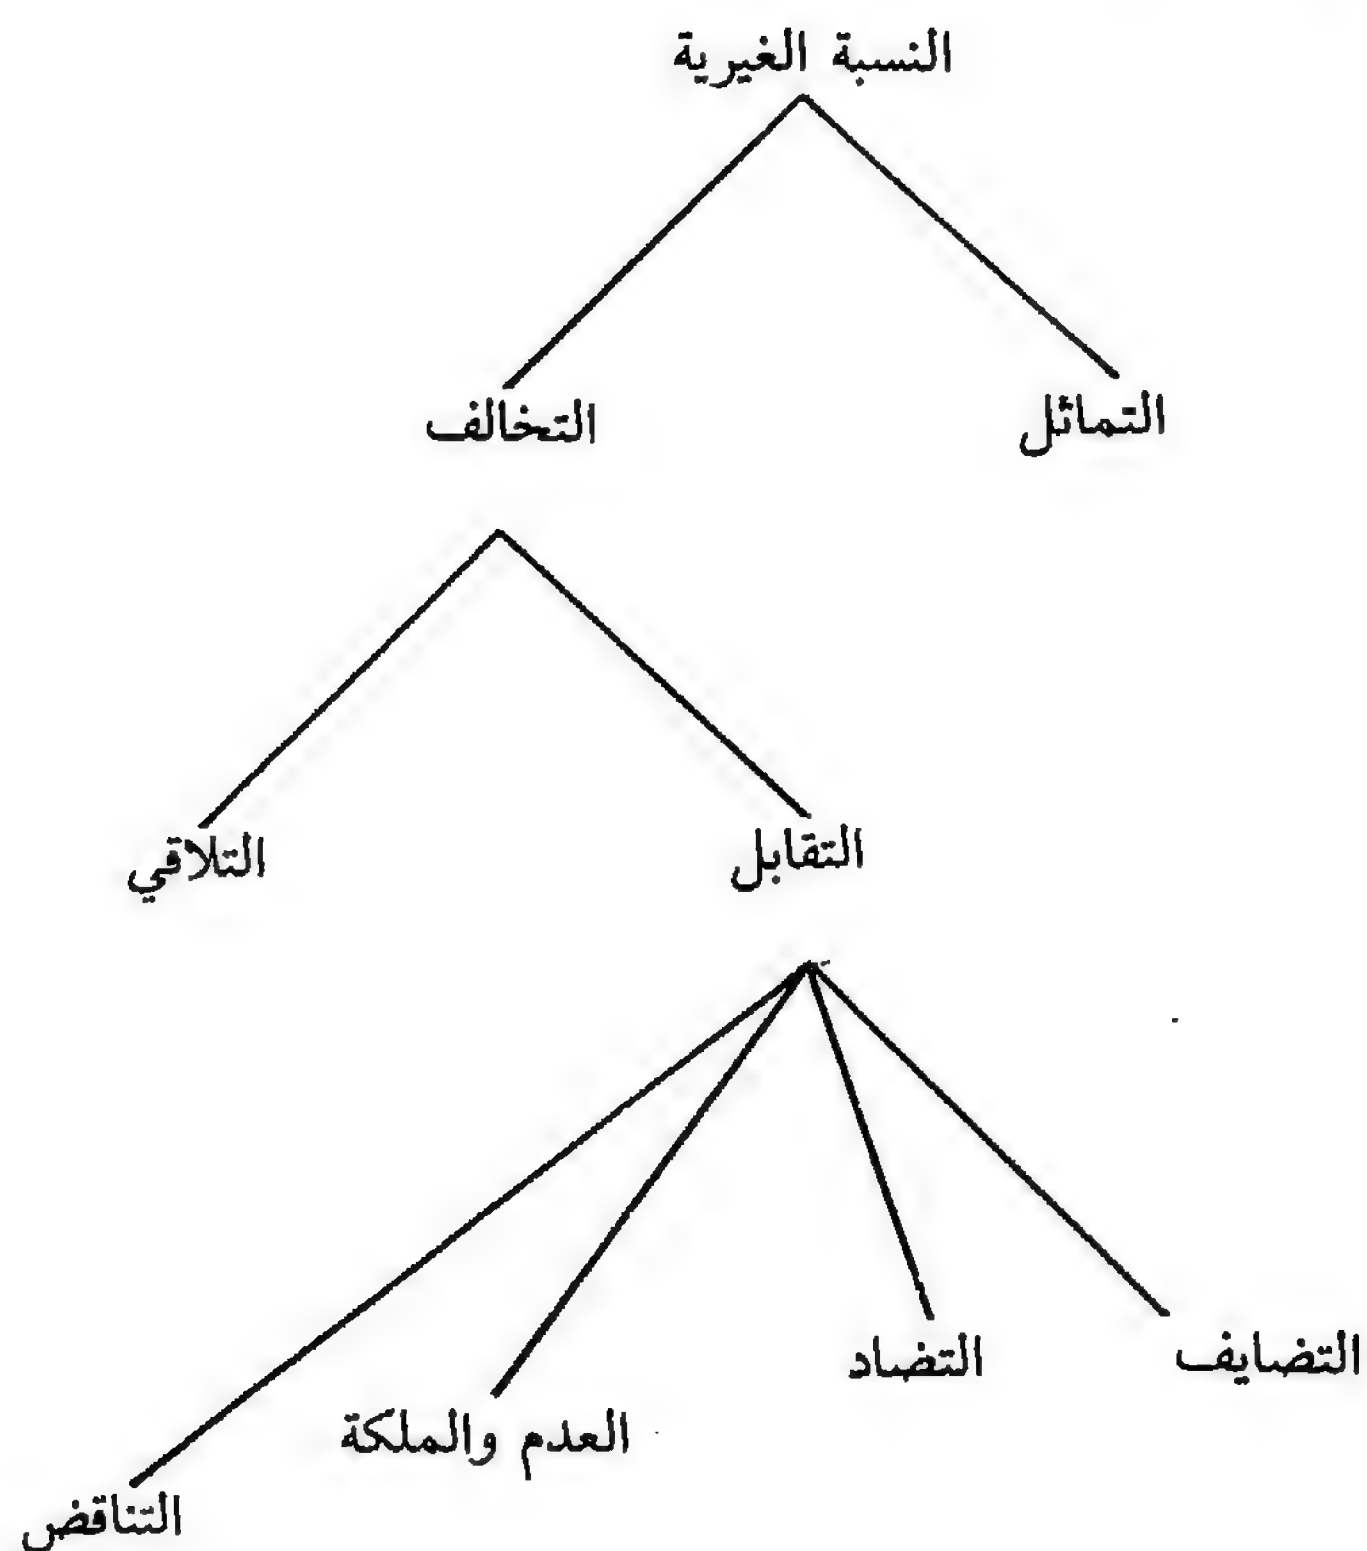 النسبة الغيرية
التماثل
التخالف
التقابل
التلاقي
التضايف
التضاد
العدم والملكة
التناقض